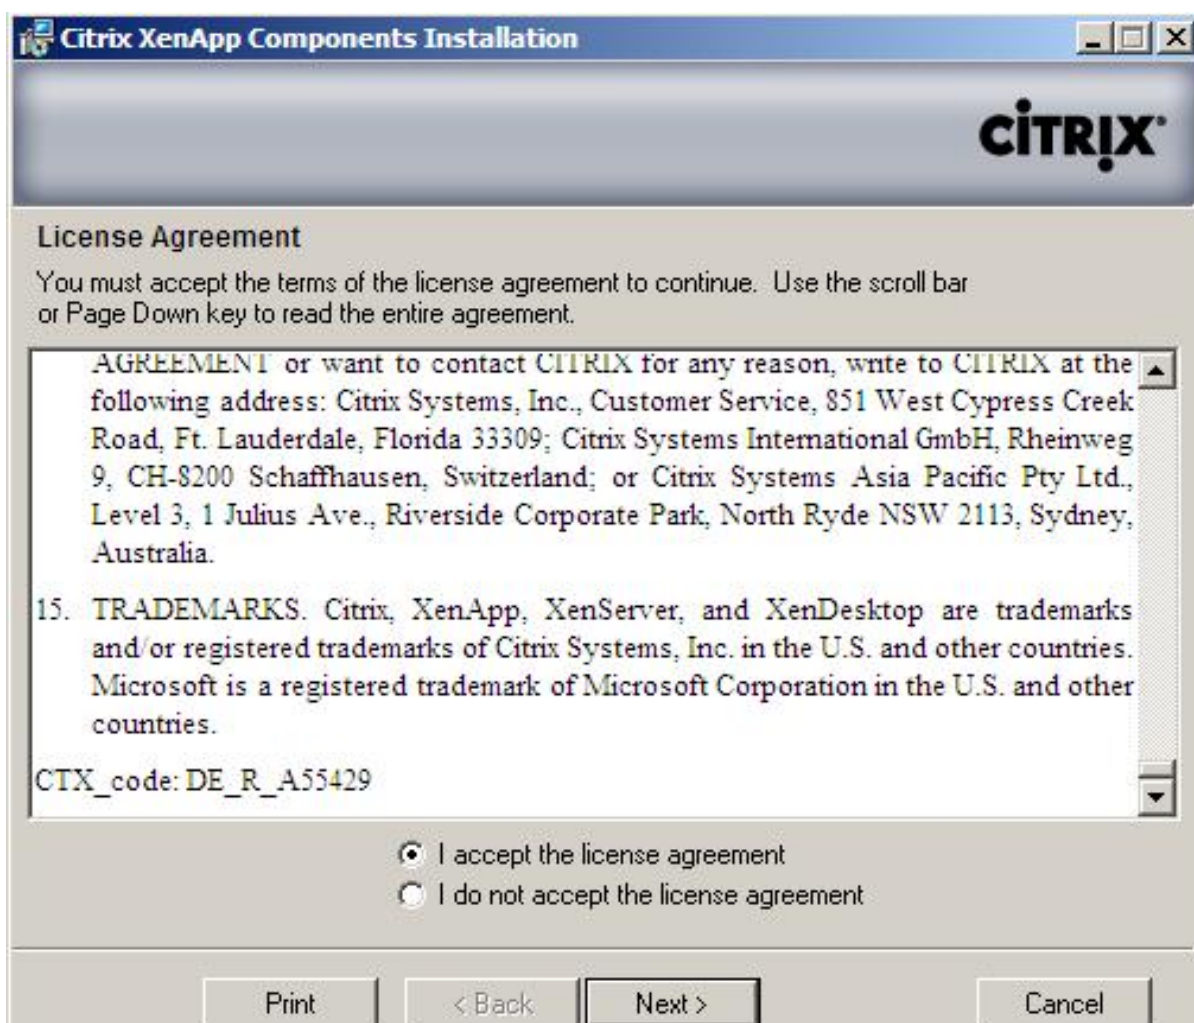 Citrix XenApp Components Installation
CİTRIX
License Agreement
You must accept the terms of the license agreement to continue.  Use the scroll bar
or Page Down key to read the entire agreement.
AGREEMENT or want to contact CITRIX for any reason, write to CITRIX at the
following address: Citrix Systems, Inc., Customer Service, 851 West Cypress Creek
Road, Ft. Lauderdale, Florida 33309; Citrix Systems International GmbH, Rheinweg
9, CH-8200 Schaffhausen, Switzerland; or Citrix Systems Asia Pacific Pty Ltd.,
Level 3, 1 Julius Ave., Riverside Corporate Park, North Ryde NSW 2113, Sydney,
Australia.
15. TRADEMARKS. Citrix, XenApp, XenServer, and XenDesktop are trademarks
and/or registered trademarks of Citrix Systems, Inc. in the U.S. and other countries.
Microsoft is a registered trademark of Microsoft Corporation in the U.S. and other
countries.
CTX_code: DE_R_A55429
I accept the license agreement
I do not accept the license agreement
Print < Back Next > Cancel